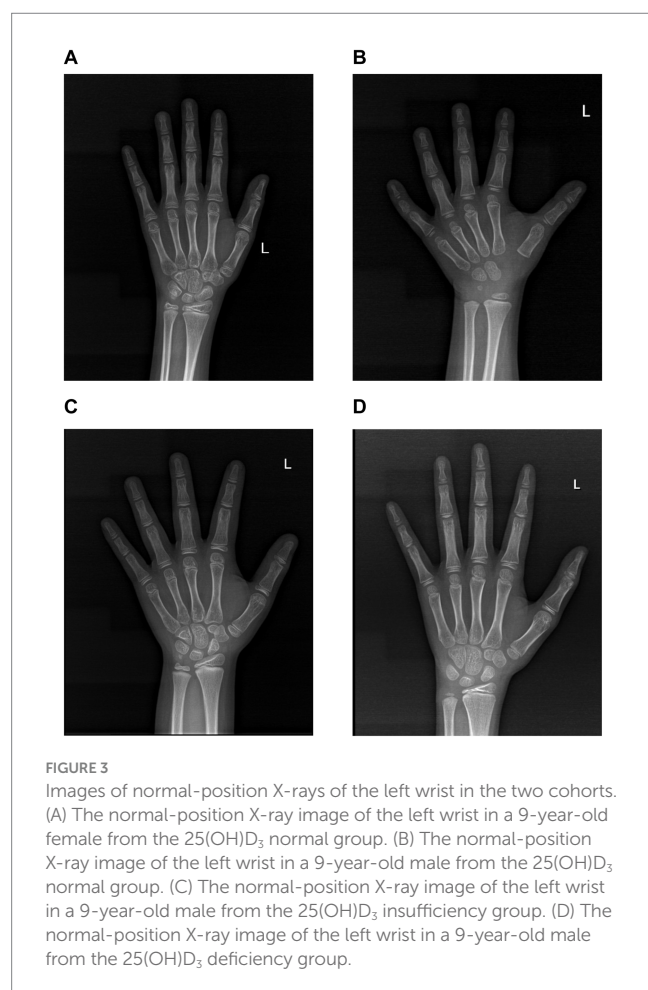 A
B
L
L
C
D
L
L
FIGURE 3
Images of normal-position X-rays of the left wrist in the two cohorts.
(A) The normal-position X-ray image of the left wrist in a 9-year-old
female from the 25(OH)D₃ normal group. (B) The normal-position
X-ray image of the left wrist in a 9-year-old male from the 25(OH)D₃
normal group. (C) The normal-position X-ray image of the left wrist
in a 9-year-old male from the 25(OH)D₃ insufficiency group. (D) The
normal-position X-ray image of the left wrist in a 9-year-old male
from the 25(OH)D₃ deficiency group.